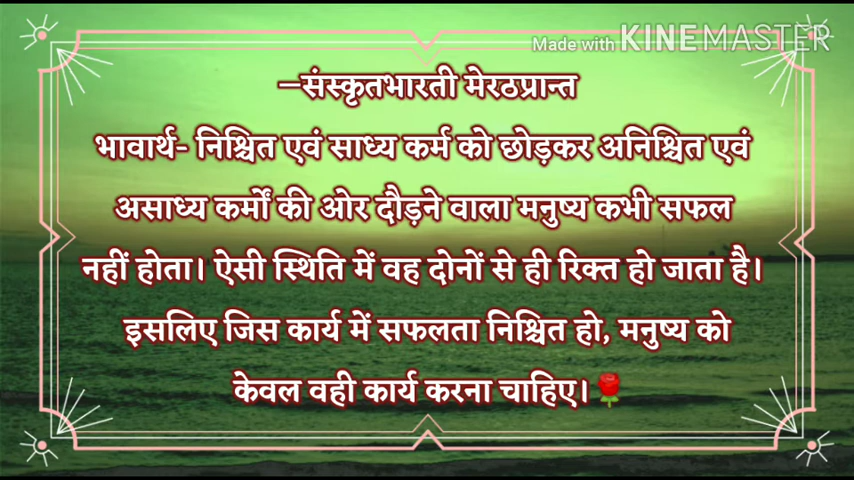 Made with KINEMASTER
–संस्कृतभारती मेरठप्रान्त
भावार्थ- निश्चित एवं साध्य कर्म को छोड़कर अनिश्चित एवं
असाध्य कर्मों की ओर दौड़ने वाला मनुष्य कभी सफल
नहीं होता। ऐसी स्थिति में वह दोनों से ही रिक्त हो जाता है।
इसलिए जिस कार्य में सफलता निश्चित हो, मनुष्य को
केवल वही कार्य करना चाहिए।🌹